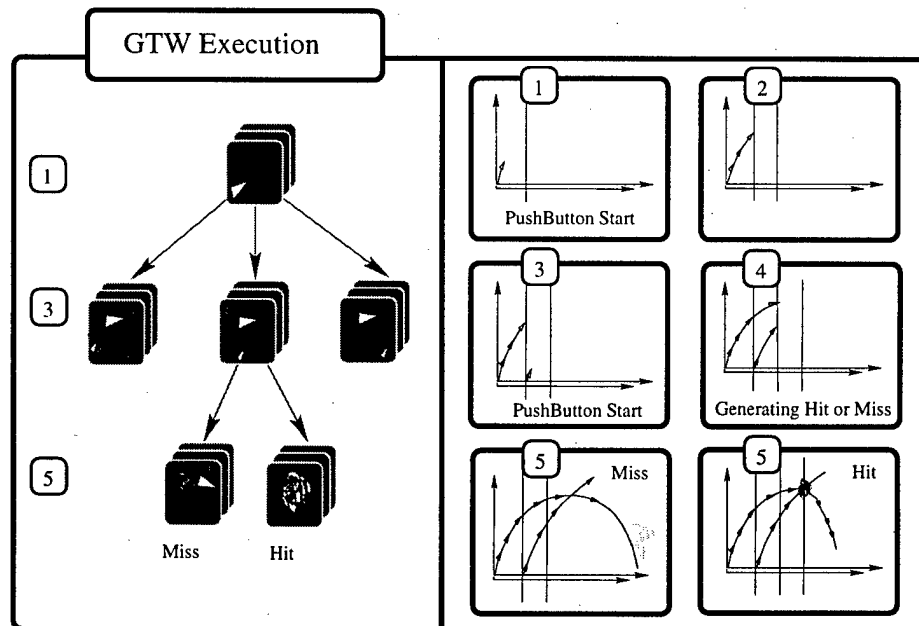 GTW Execution
1
3
5
Miss
Hit
1
PushButton Start
2
3
PushButton Start
4
Generating Hit or Miss
5
Miss
5
Hit